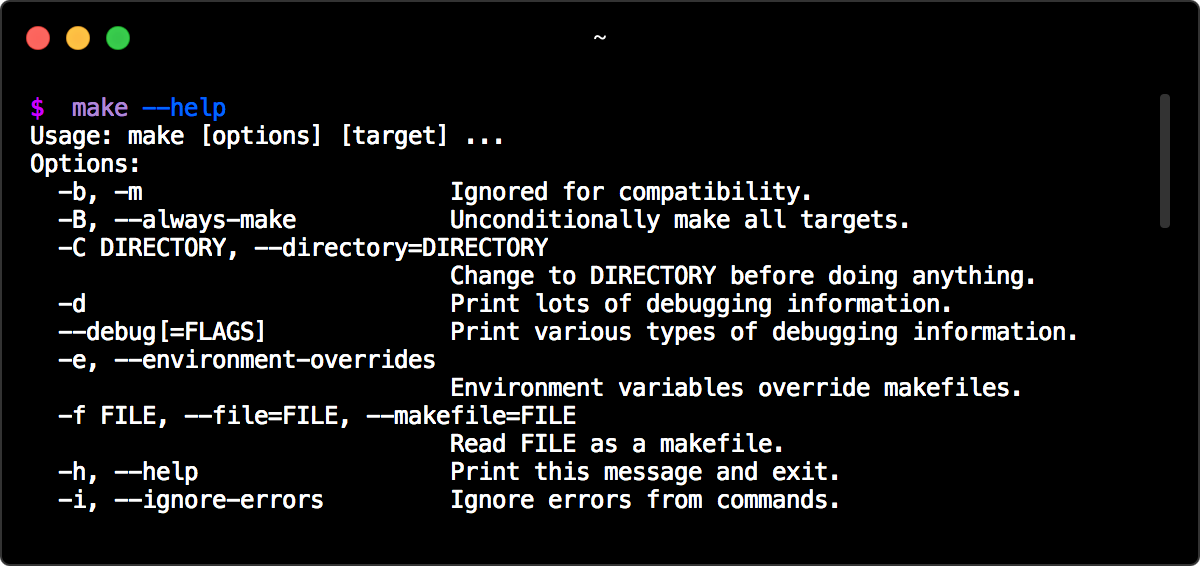 ~
$ make --help
Usage: make [options] [target] ...
Options:
  -b, -m                      Ignored for compatibility.
  -B, --always-make           Unconditionally make all targets.
  -C DIRECTORY, --directory=DIRECTORY
                              Change to DIRECTORY before doing anything.
  -d                          Print lots of debugging information.
  --debug[=FLAGS]             Print various types of debugging information.
  -e, --environment-overrides
                              Environment variables override makefiles.
  -f FILE, --file=FILE, --makefile=FILE
                              Read FILE as a makefile.
  -h, --help                  Print this message and exit.
  -i, --ignore-errors         Ignore errors from commands.